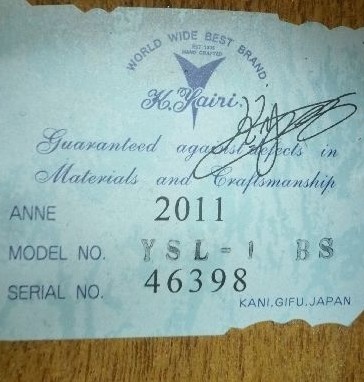 WORLD WIDE BEST BRAND
EST. 1935
HAND CRAFTED
K. Yairi.
Guaranteed against defects in
Materials and Craftsmanship
ANNE 2011
MODEL NO. YSL-1 BS
SERIAL NO. 46398
KANI.GIFU.JAPAN